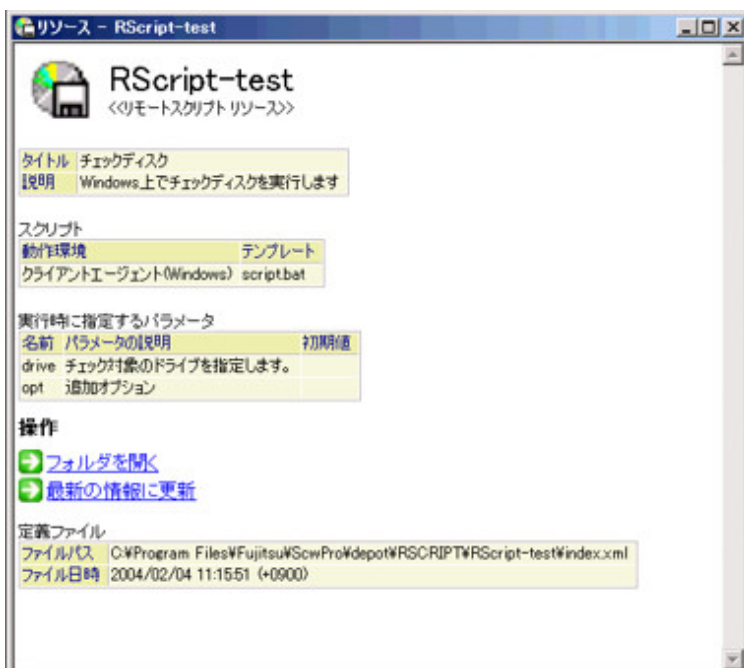 リソース - RScript-test
RScript-test
<<リモートスクリプト リソース>>
タイトル チェックディスク
説明 Windows上でチェックディスクを実行します
スクリプト
動作環境 テンプレート
クライアントエージェント(Windows) script.bat
実行時に指定するパラメータ
名前 パラメータの説明 初期値
drive チェック対象のドライブを指定します。
opt 追加オプション
操作
フォルダを開く
最新の情報に更新
定義ファイル
ファイルパス C:¥Program Files¥Fujitsu¥ScwPro¥depot¥RSCRIPT¥RScript-test¥index.xml
ファイル日時 2004/02/04 11:15:51 (+0900)